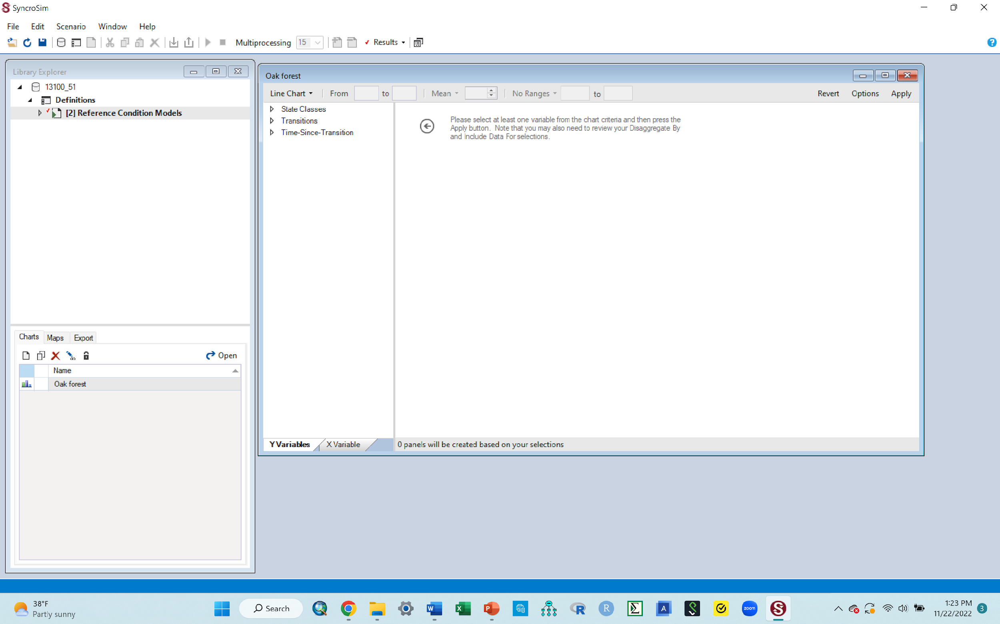 SyncroSim
File Edit Scenario Window Help
Multiprocessing 15 Results
Library Explorer
13100_51
Definitions
[2] Reference Condition Models
Charts Maps Export
Open
Name
Oak forest
Oak forest
Line Chart From to Mean No Ranges to Revert Options Apply
State Classes
Transitions
Time-Since-Transition
Please select at least one variable from the chart criteria and then press the
Apply button. Note that you may also need to review your Disaggregate By
and Include Data For selections.
Y Variables X Variable 0 panels will be created based on your selections
38°F
Partly sunny
Search
zoom
1:23 PM
11/22/2022
3